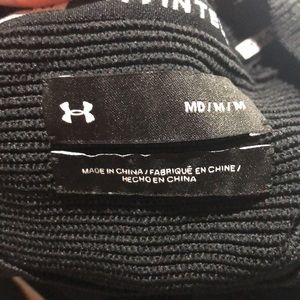 MD / M / M
MADE IN CHINA / FABRIQUÉ EN CHINE /
HECHO EN CHINA